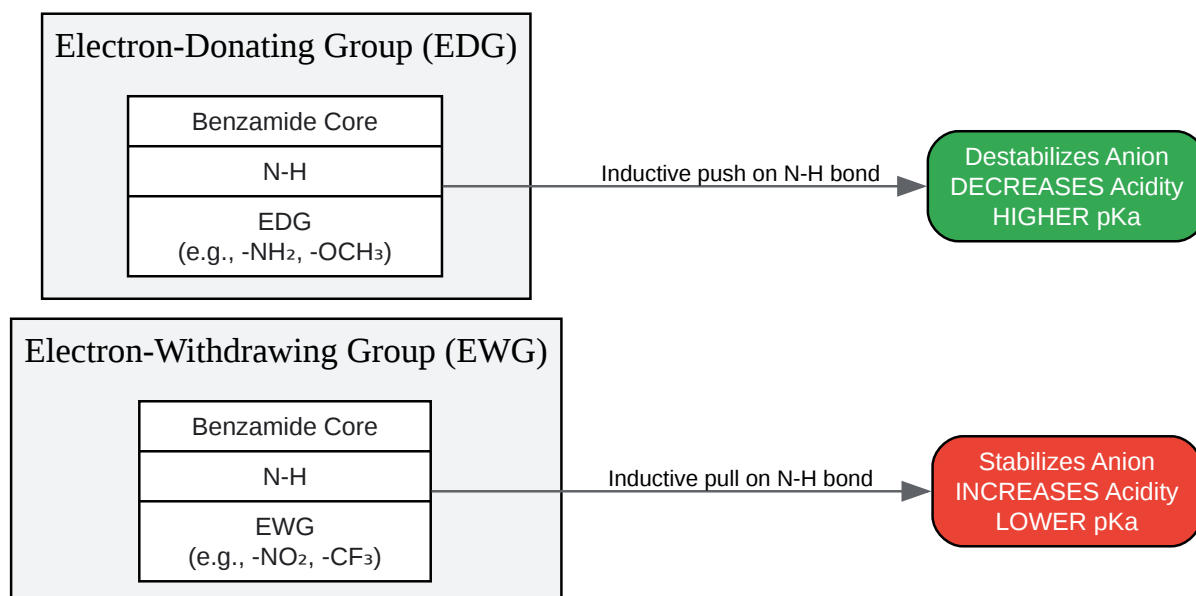 Electron-Donating Group (EDG)
Benzamide Core
N-H
EDG
(e.g., -NH₂, -OCH₃)
Inductive push on N-H bond
Destabilizes Anion
DECREASES Acidity
HIGHER pKa
Electron-Withdrawing Group (EWG)
Benzamide Core
N-H
EWG
(e.g., -NO₂, -CF₃)
Inductive pull on N-H bond
Stabilizes Anion
INCREASES Acidity
LOWER pKa